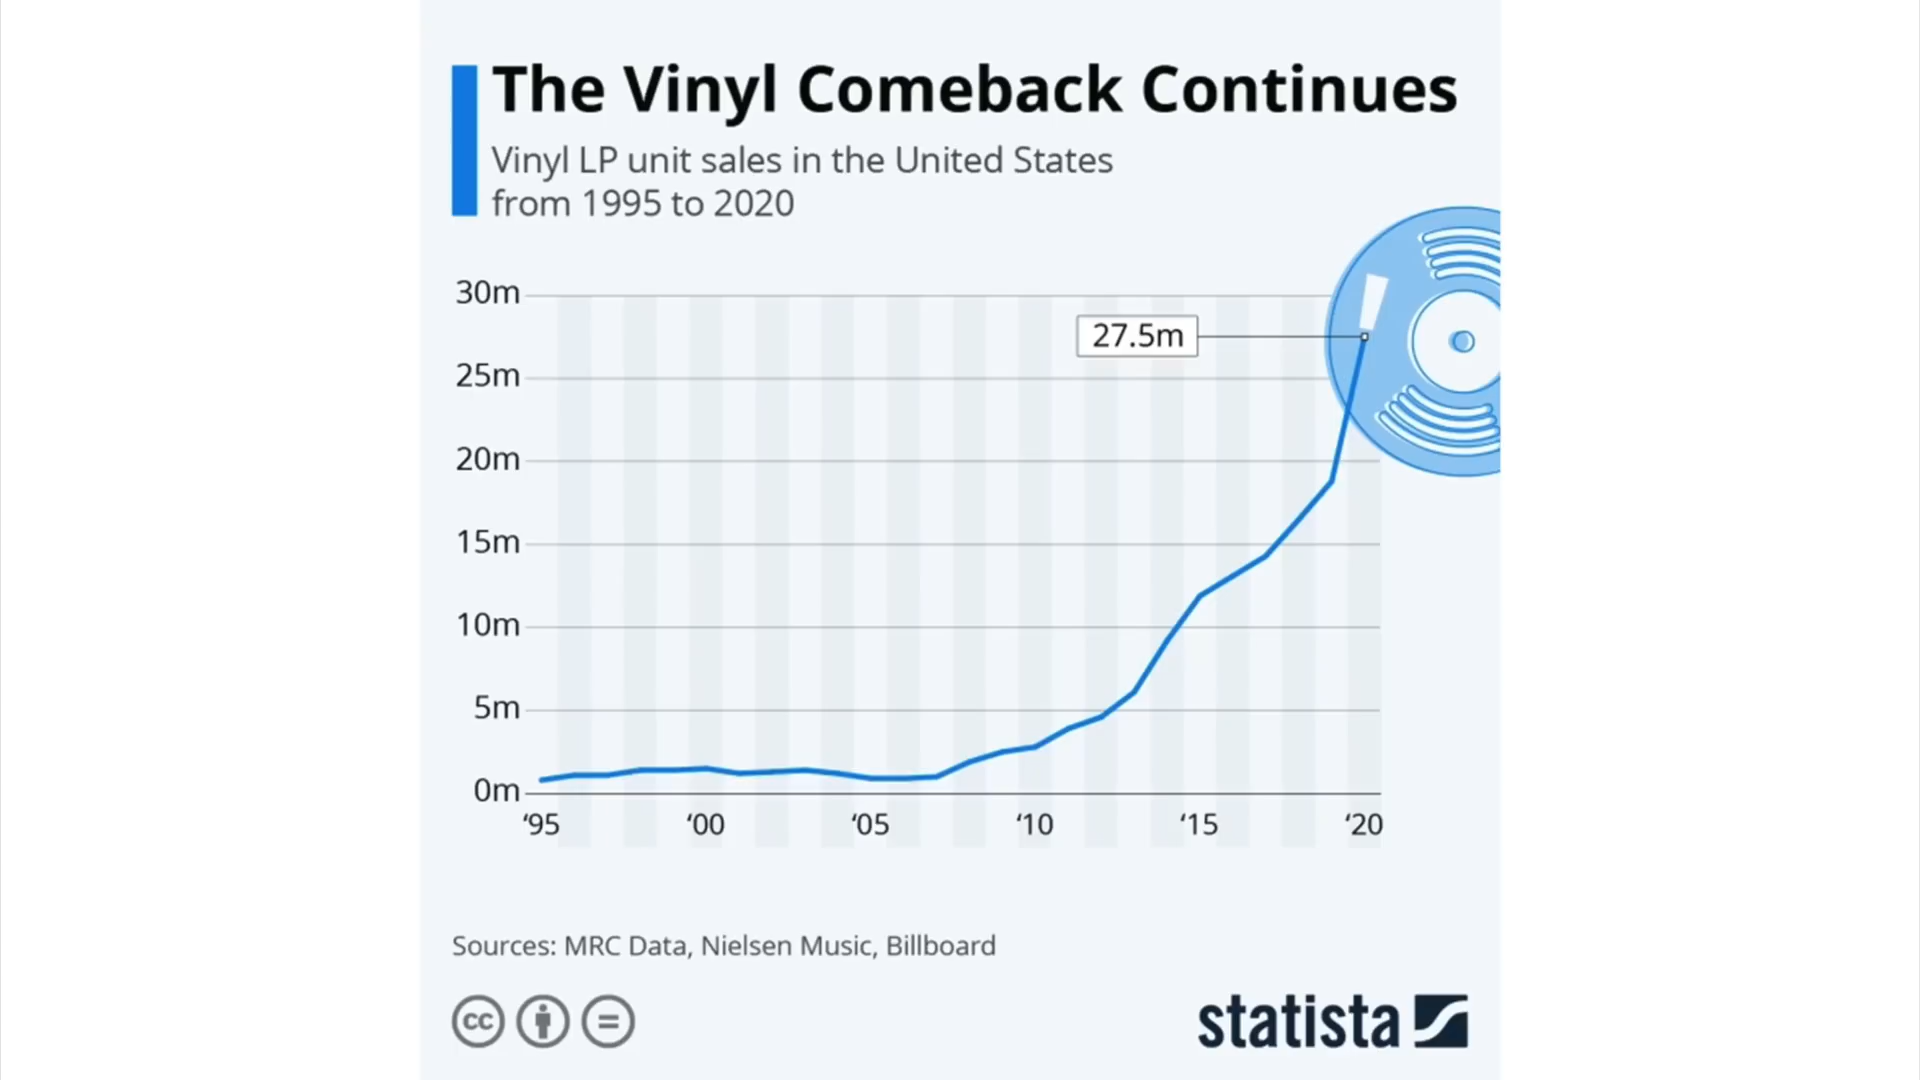 The Vinyl Comeback Continues
Vinyl LP unit sales in the United States
from 1995 to 2020
30m
27.5m
25m
20m
15m
10m
5m
0m
‘95 ‘00 ‘05 ‘10 ‘15 ‘20
Sources: MRC Data, Nielsen Music, Billboard
cc
statista